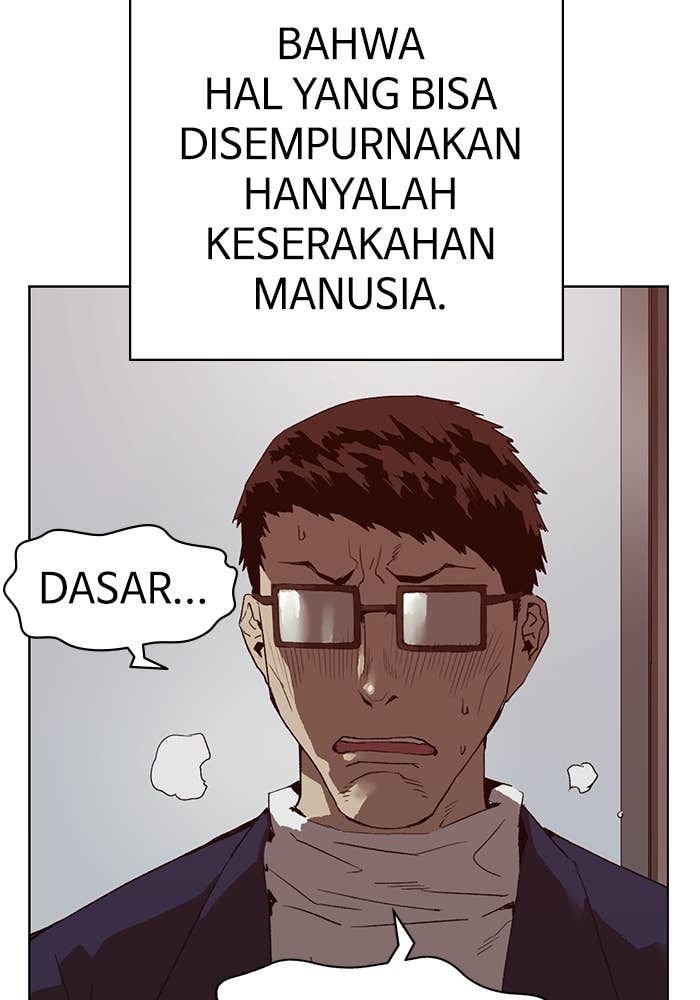 BAHWA
HAL YANG BISA
DISEMPURNAKAN
HANYALAH
KESERAKAHAN
MANUSIA.
DASAR...